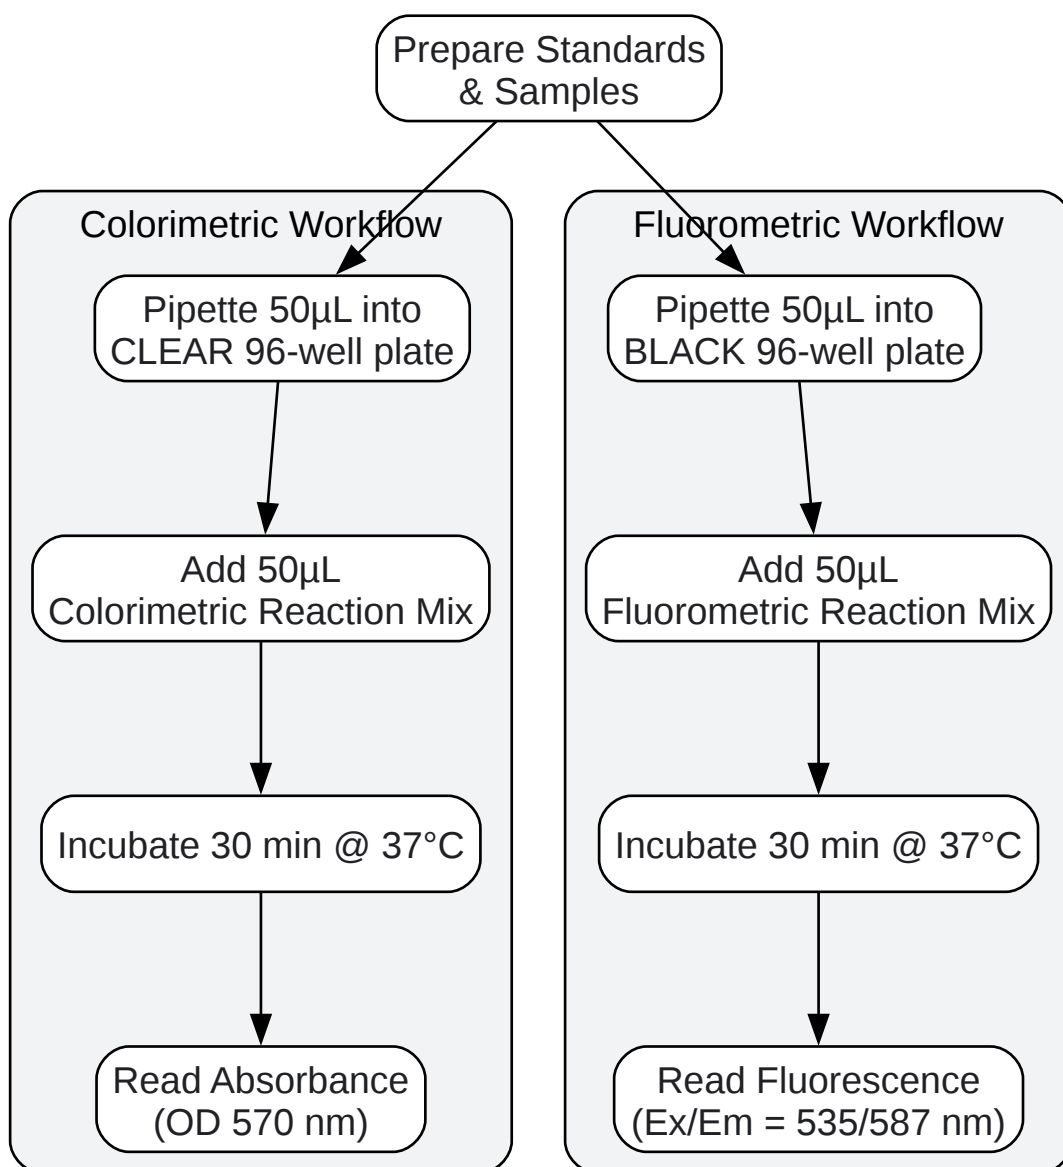 Prepare Standards
& Samples
Colorimetric Workflow
Pipette 50µL into
CLEAR 96-well plate
Add 50µL
Colorimetric Reaction Mix
Incubate 30 min @ 37°C
Read Absorbance
(OD 570 nm)
Fluorometric Workflow
Pipette 50µL into
BLACK 96-well plate
Add 50µL
Fluorometric Reaction Mix
Incubate 30 min @ 37°C
Read Fluorescence
(Ex/Em = 535/587 nm)